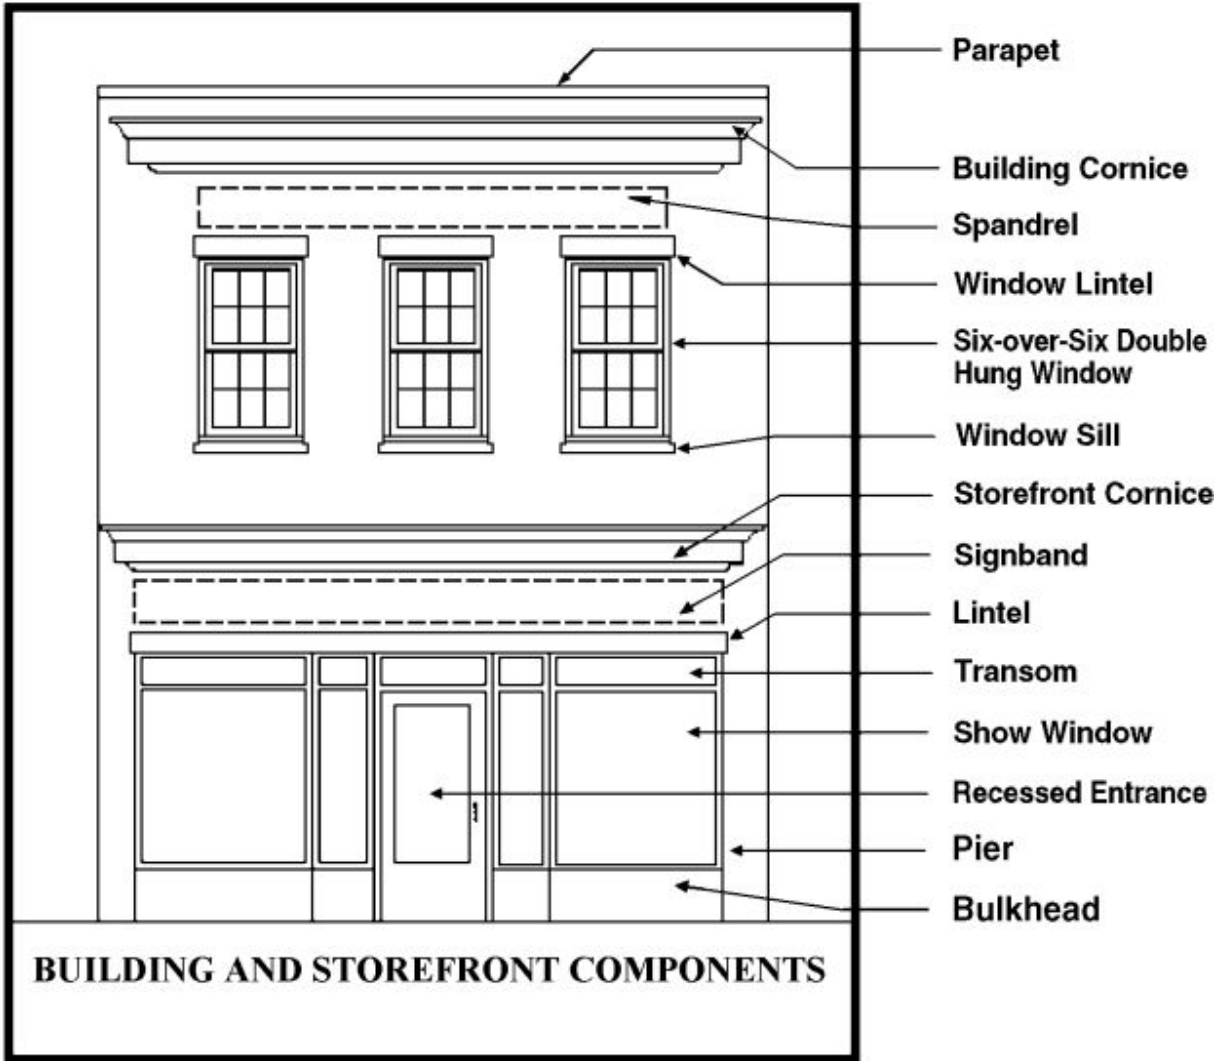 Parapet
Building Cornice
Spandrel
Window Lintel
Six-over-Six Double
Hung Window
Window Sill
Storefront Cornice
Signband
Lintel
Transom
Show Window
Recessed Entrance
Pier
Bulkhead
BUILDING AND STOREFRONT COMPONENTS